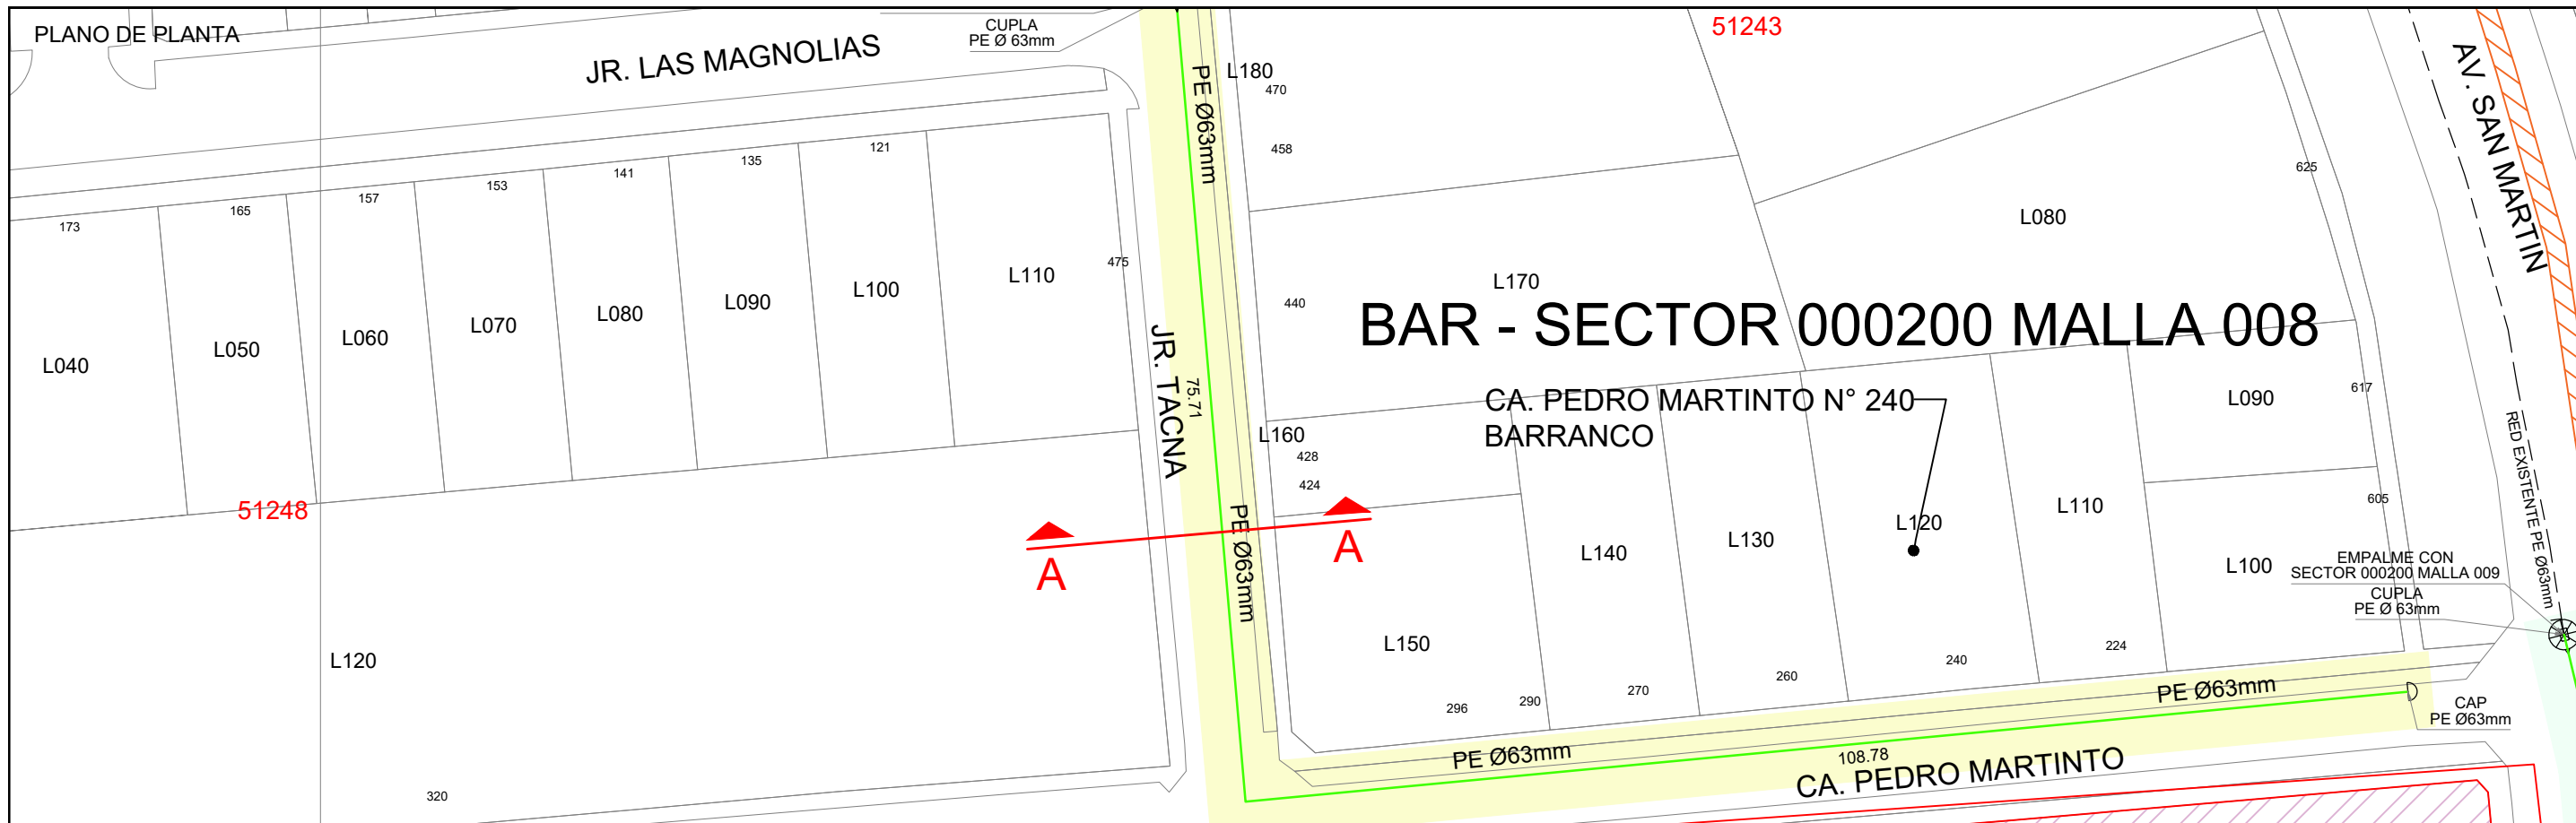 PLANO DE PLANTA
JR. LAS MAGNOLIAS
CUPLA
PE Ø 63mm
51243
AV. SAN MARTIN
PE Ø63mm
L180
470
458
625
L080
173
165
157
153
141
135
121
475
L040
L050
L060
L070
L080
L090
L100
L110
L170
440
BAR - SECTOR 000200 MALLA 008
JR. TACNA
75.71
CA. PEDRO MARTINTO N° 240
BARRANCO
L090
617
L160
428
424
RED EXISTENTE PE Ø63mm
51248
A
A
PE Ø63mm
L150
L140
L130
L120
L110
L100
605
EMPALME CON
SECTOR 000200 MALLA 009
CUPLA
PE Ø 63mm
L120
320
296
290
270
260
240
224
PE Ø63mm
PE Ø63mm
CAP
PE Ø63mm
108.78
CA. PEDRO MARTINTO